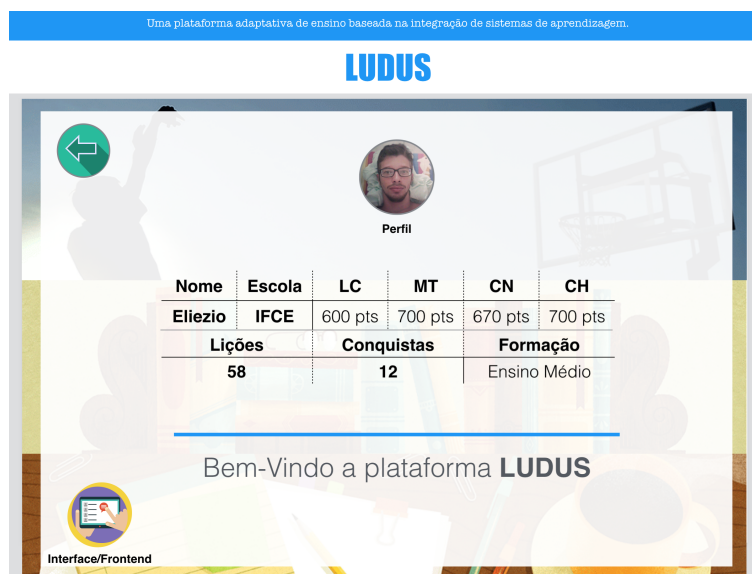 Uma plataforma adaptativa de ensino baseada na integração de sistemas de aprendizagem.
LUDUS
Perfil
Nome Escola LC MT CN CH
Eliezio IFCE 600 pts 700 pts 670 pts 700 pts
Lições Conquistas Formação
58 12 Ensino Médio
Bem-Vindo a plataforma LUDUS
Interface/Frontend